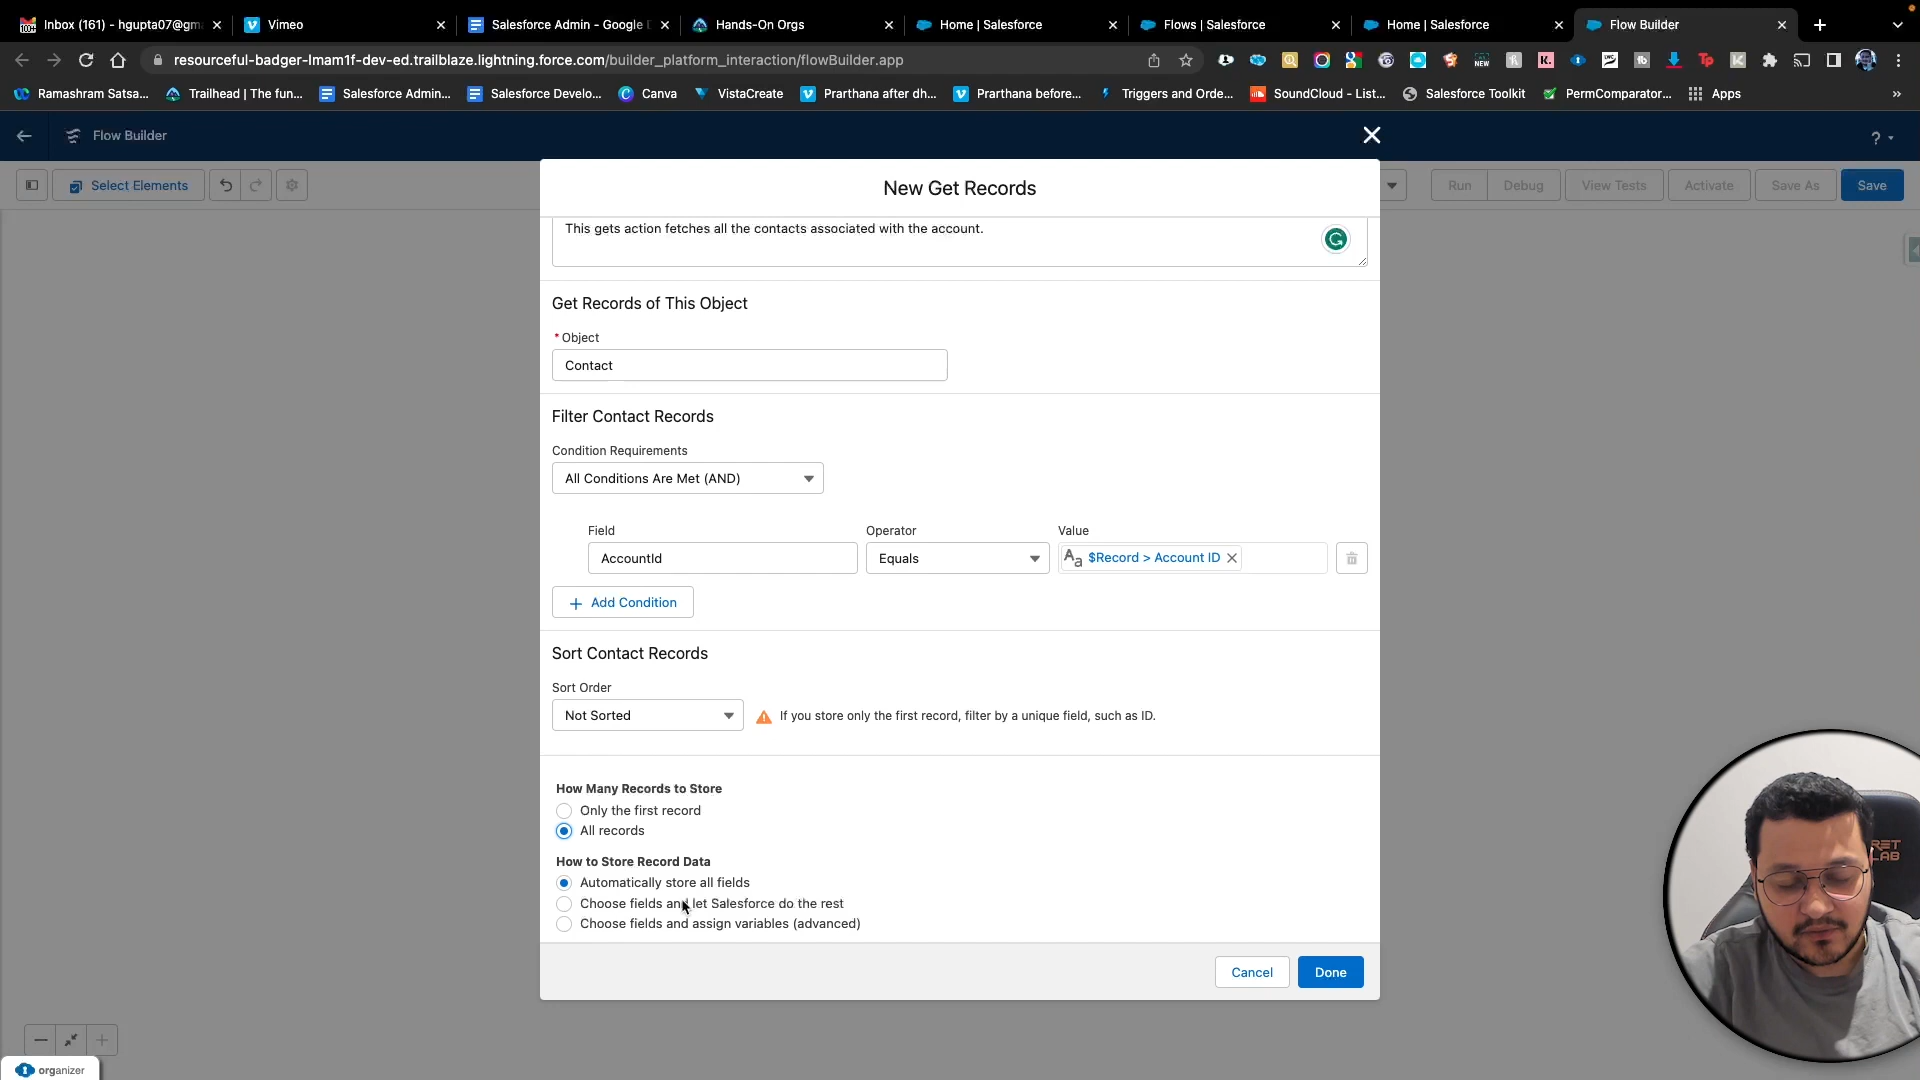 Inbox (161) - hgupta07@gm
Vimeo
Salesforce Admin - Google D
Hands-On Orgs
Home | Salesforce
Flows | Salesforce
Home | Salesforce
Flow Builder
resourceful-badger-lmam1f-dev-ed.trailblaze.lightning.force.com/builder_platform_interaction/flowBuilder.app
Ramashram Satsa...
Trailhead | The fun...
Salesforce Admin...
Salesforce Develo...
Canva
VistaCreate
Prarthana after dh...
Prarthana before...
Triggers and Orde...
SoundCloud - List...
Salesforce Toolkit
PermComparator...
Apps
Flow Builder
Select Elements
Run
Debug
View Tests
Activate
Save As
Save
New Get Records
This gets action fetches all the contacts associated with the account.
Get Records of This Object
* Object
Contact
Filter Contact Records
Condition Requirements
All Conditions Are Met (AND)
Field
Operator
Value
AccountId
Equals
Aa $Record > Account ID
Add Condition
Sort Contact Records
Sort Order
Not Sorted
If you store only the first record, filter by a unique field, such as ID.
How Many Records to Store
Only the first record
All records
How to Store Record Data
Automatically store all fields
Choose fields and let Salesforce do the rest
Choose fields and assign variables (advanced)
Cancel
Done
organizer